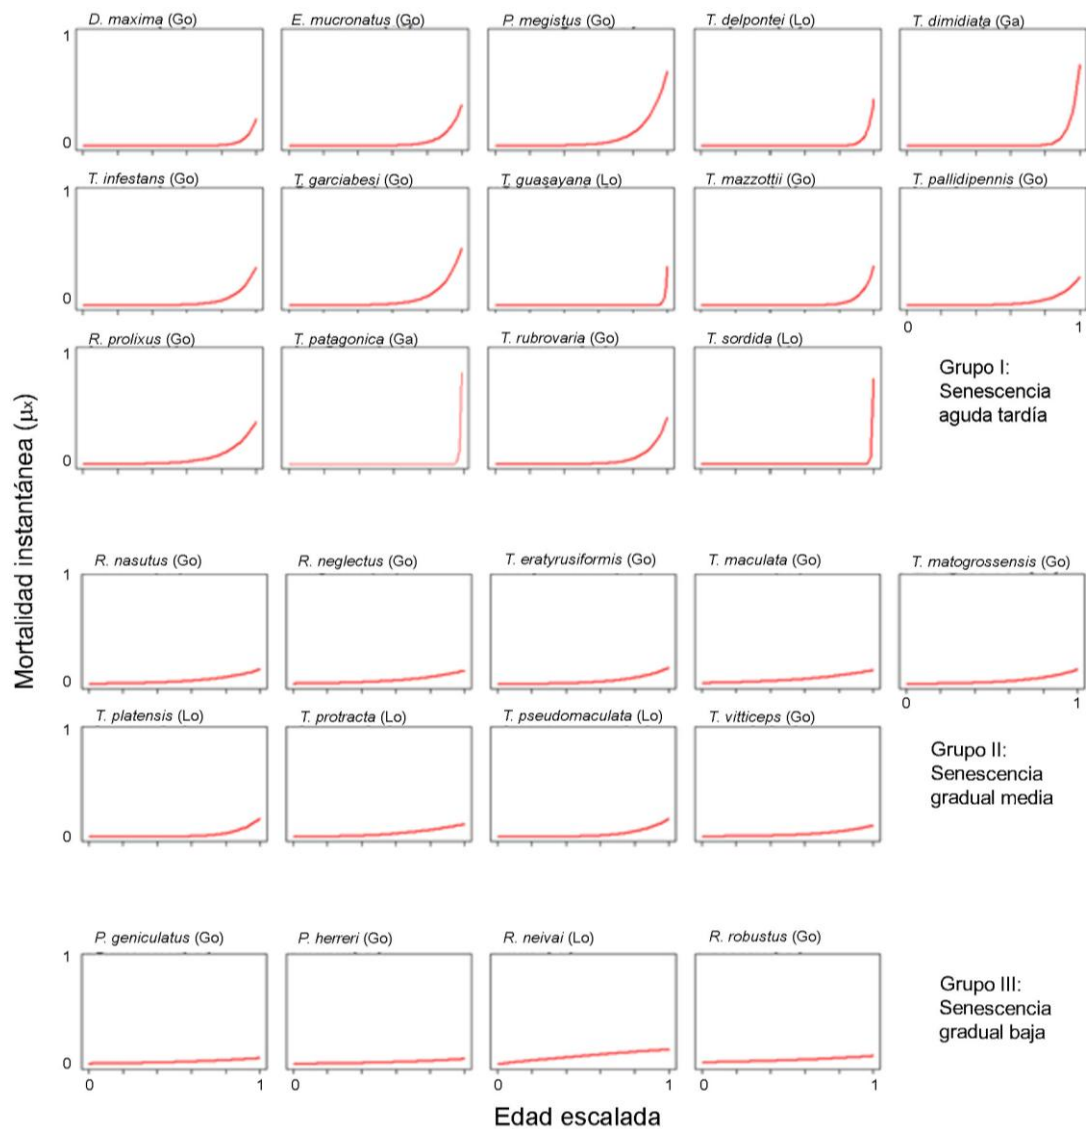 D. maxima (Go) E. mucronatus (Go) P. megistus (Go) T. delpontei (Lo) T. dimidiata (Ga)
1
0
T. infestans (Go) T. garciabesi (Go) T. guasayana (Lo) T. mazzottii (Go) T. pallidipennis (Go)
1
0
0 1
R. prolixus (Go) T. patagonica (Ga) T. rubrovaria (Go) T. sordida (Lo)
1
0
Grupo I:
Senescencia
aguda tardía
Mortalidad instantánea (μx)
R. nasutus (Go) R. neglectus (Go) T. eratyrusiformis (Go) T. maculata (Go) T. matogrossensis (Go)
1
0
0 1
T. platensis (Lo) T. protracta (Lo) T. pseudomaculata (Lo) T. vitticeps (Go)
1
0
Grupo II:
Senescencia
gradual media
P. geniculatus (Go) P. herreri (Go) R. neivai (Lo) R. robustus (Go)
1
0
Grupo III:
Senescencia
gradual baja
0 1 0 1 0 1 0 1
Edad escalada